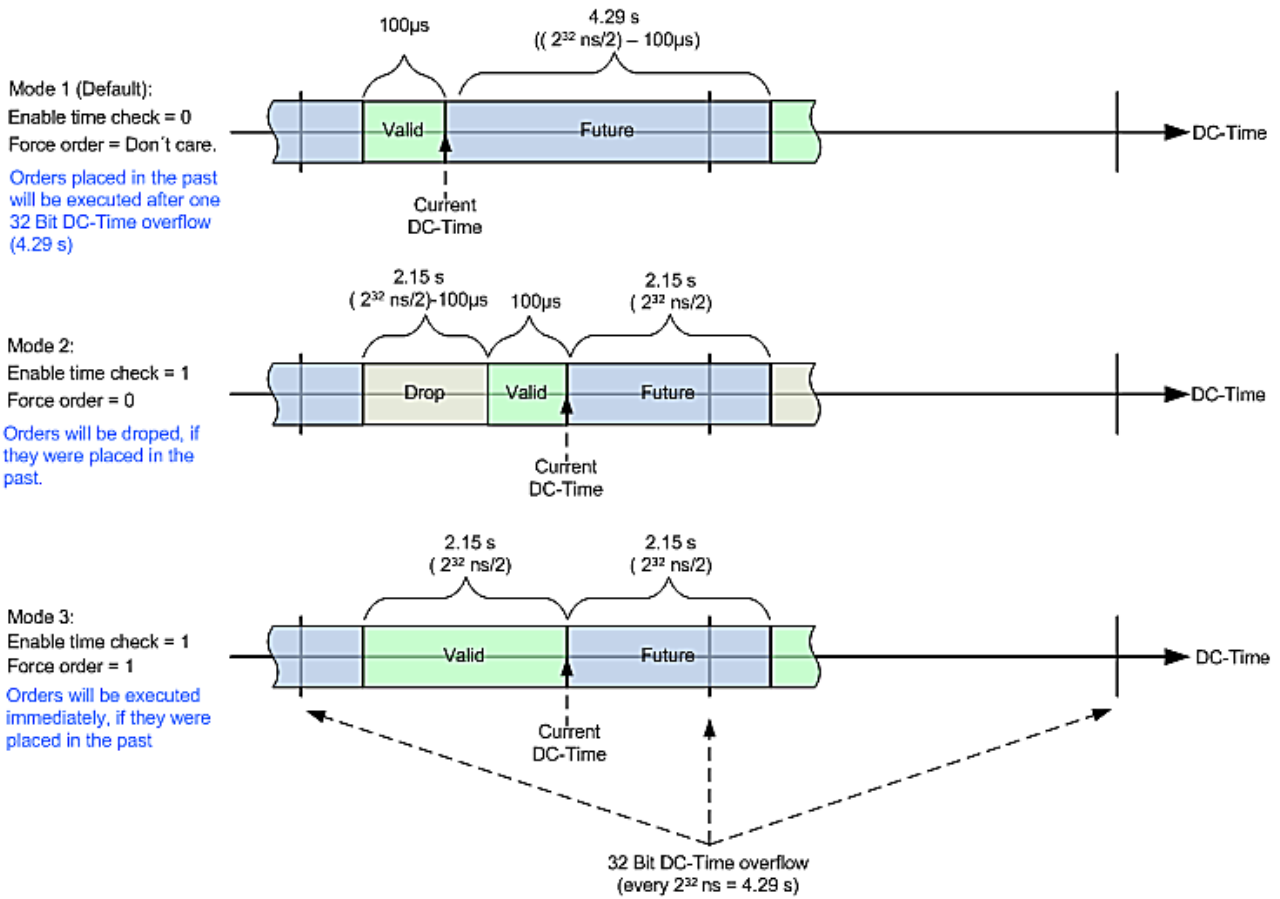 100µs
4.29 s
(( 2³² ns/2) – 100µs)
Mode 1 (Default):
Enable time check = 0
Force order = Don´t care.
Orders placed in the past
will be executed after one
32 Bit DC-Time overflow
(4.29 s)
Valid
Future
DC-Time
Current
DC-Time
2.15 s
( 2³² ns/2)-100µs
100µs
2.15 s
( 2³² ns/2)
Mode 2:
Enable time check = 1
Force order = 0
Orders will be droped, if
they were placed in the
past.
Drop
Valid
Future
DC-Time
Current
DC-Time
2.15 s
( 2³² ns/2)
2.15 s
( 2³² ns/2)
Mode 3:
Enable time check = 1
Force order = 1
Orders will be executed
immediately, if they were
placed in the past
Valid
Future
DC-Time
Current
DC-Time
32 Bit DC-Time overflow
(every 2³² ns = 4.29 s)